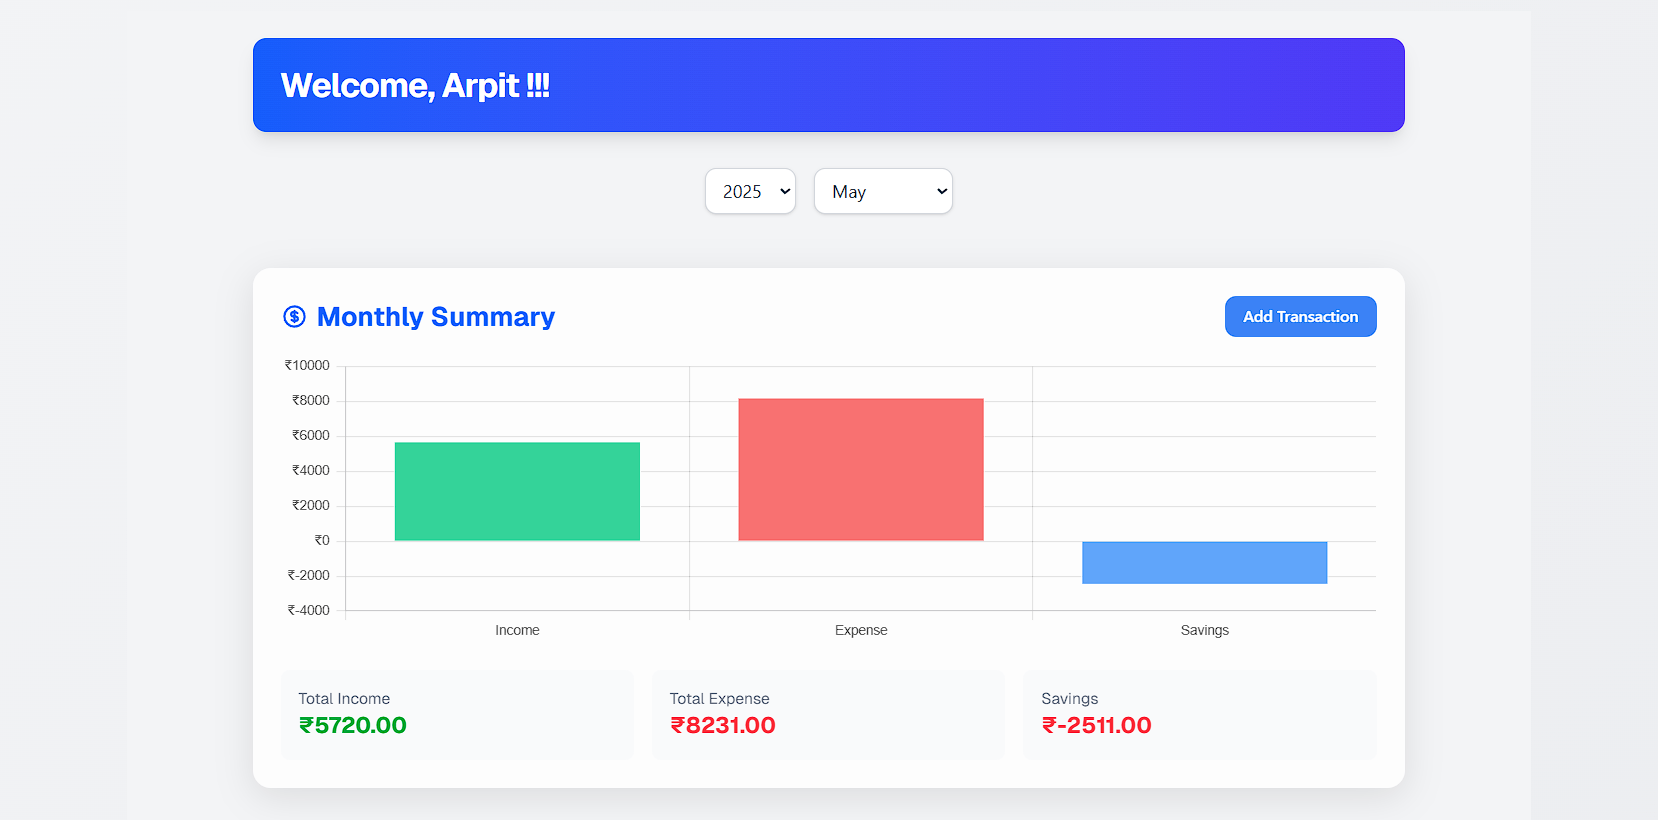 Welcome, Arpit !!!
2025
May
Monthly Summary
Add Transaction
₹10000
₹8000
₹6000
₹4000
₹2000
₹0
₹-2000
₹-4000
Income Expense Savings
Total Income Total Expense Savings
₹5720.00 ₹8231.00 ₹-2511.00